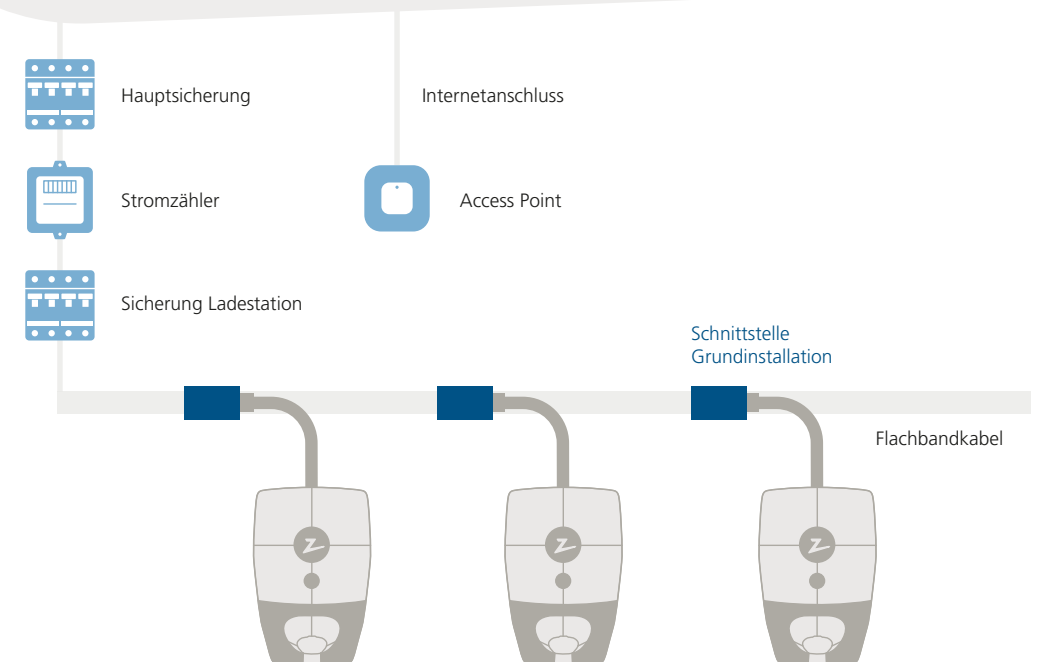 Hauptsicherung
Internetanschluss
Stromzähler
Access Point
Sicherung Ladestation
Schnittstelle
Grundinstallation
Flachbandkabel